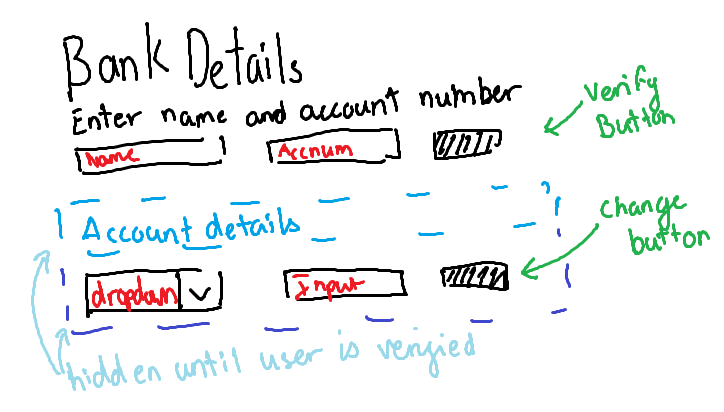 Bank Details
Enter name and account number
Verify
Button
Name
Accnum
Account details
change
button
dropdown
Input
hidden until user is verified